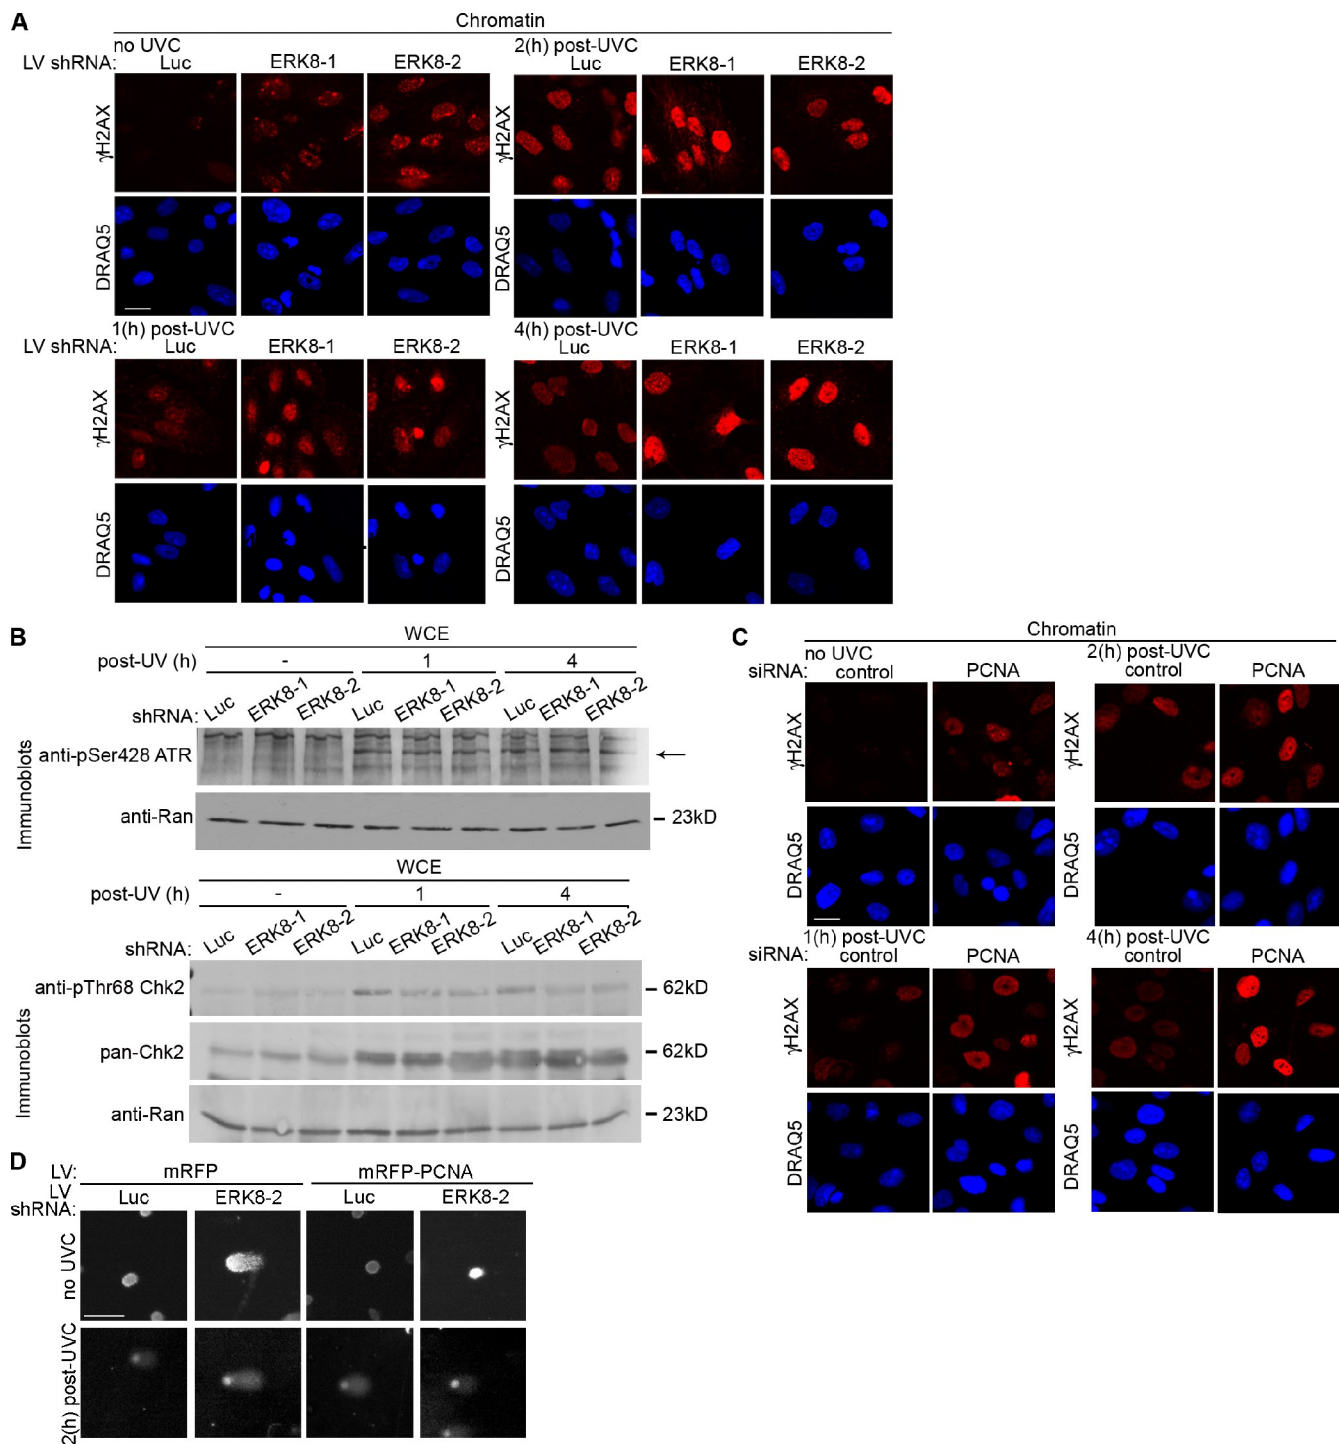 A
Chromatin
no UVC
2(h) post-UVC
LV shRNA: Luc ERK8-1 ERK8-2 Luc ERK8-1 ERK8-2
γH2AX γH2AX
DRAQ5 DRAQ5
1(h) post-UVC 4(h) post-UVC
LV shRNA: Luc ERK8-1 ERK8-2 Luc ERK8-1 ERK8-2
γH2AX γH2AX
DRAQ5 DRAQ5
B
WCE
post-UV (h) - 1 4
shRNA: Luc ERK8-1 ERK8-2 Luc ERK8-1 ERK8-2 Luc ERK8-1 ERK8-2
Immunoblots
anti-pSer428 ATR
anti-Ran 23kD
WCE
post-UV (h) - 1 4
shRNA: Luc ERK8-1 ERK8-2 Luc ERK8-1 ERK8-2 Luc ERK8-1 ERK8-2
Immunoblots
anti-pThr68 Chk2 62kD
pan-Chk2 62kD
anti-Ran 23kD
C
Chromatin
no UVC 2(h) post-UVC
siRNA: control PCNA control PCNA
γH2AX γH2AX
DRAQ5 DRAQ5
1(h) post-UVC 4(h) post-UVC
siRNA: control PCNA control PCNA
γH2AX γH2AX
DRAQ5 DRAQ5
D
LV: mRFP mRFP-PCNA
LV shRNA: Luc ERK8-2 Luc ERK8-2
no UVC
2(h) post-UVC